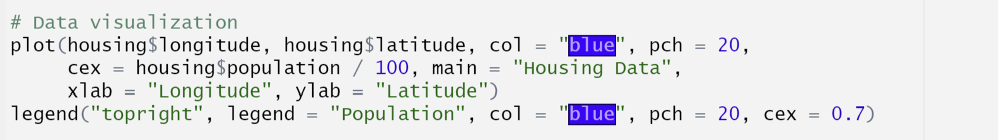 # Data visualization
plot(housing$longitude, housing$latitude, col = "blue", pch = 20,
     cex = housing$population / 100, main = "Housing Data",
     xlab = "Longitude", ylab = "Latitude")
legend("topright", legend = "Population", col = "blue", pch = 20, cex = 0.7)